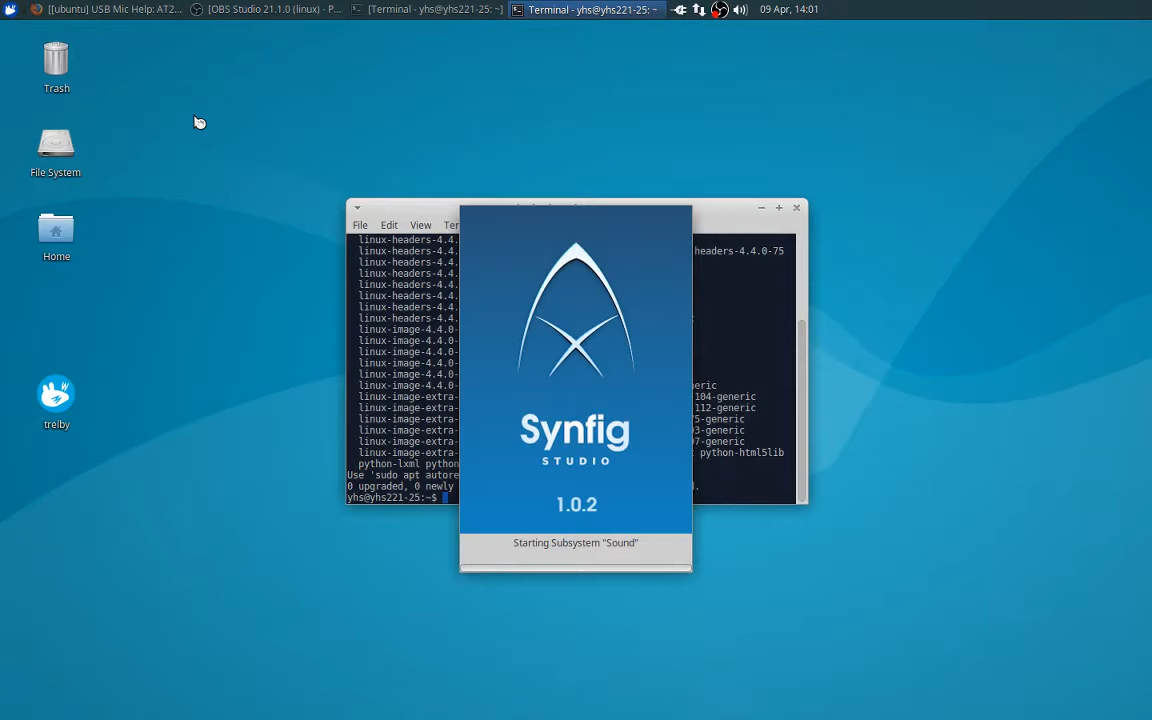 [[ubuntu] USB Mic Help: AT2... [OBS Studio 21.1.0 (linux) - P... [Terminal - yhs@yhs221-25: ~] Terminal - yhs@yhs221-25: ~ 09 Apr, 14:01
Trash
File System
Home
trelby
File Edit View Ter
linux-headers-4.4.
linux-headers-4.4. headers-4.4.0-75
linux-headers-4.4.
linux-headers-4.4.
linux-headers-4.4.
linux-headers-4.4.
linux-headers-4.4.
linux-headers-4.4.
linux-image-4.4.0-
linux-image-4.4.0-
linux-image-4.4.0-
linux-image-4.4.0-
linux-image-4.4.0-
linux-image-4.4.0- eric
linux-image-extra- 104-generic
linux-image-extra- 112-generic
linux-image-extra- 75-generic
linux-image-extra- 93-generic
linux-image-extra- 97-generic
linux-image-extra- python-html5lib
python-lxml python
Use 'sudo apt autore
0 upgraded, 0 newly
yhs@yhs221-25:~$
Synfig
STUDIO
1.0.2
Starting Subsystem "Sound"